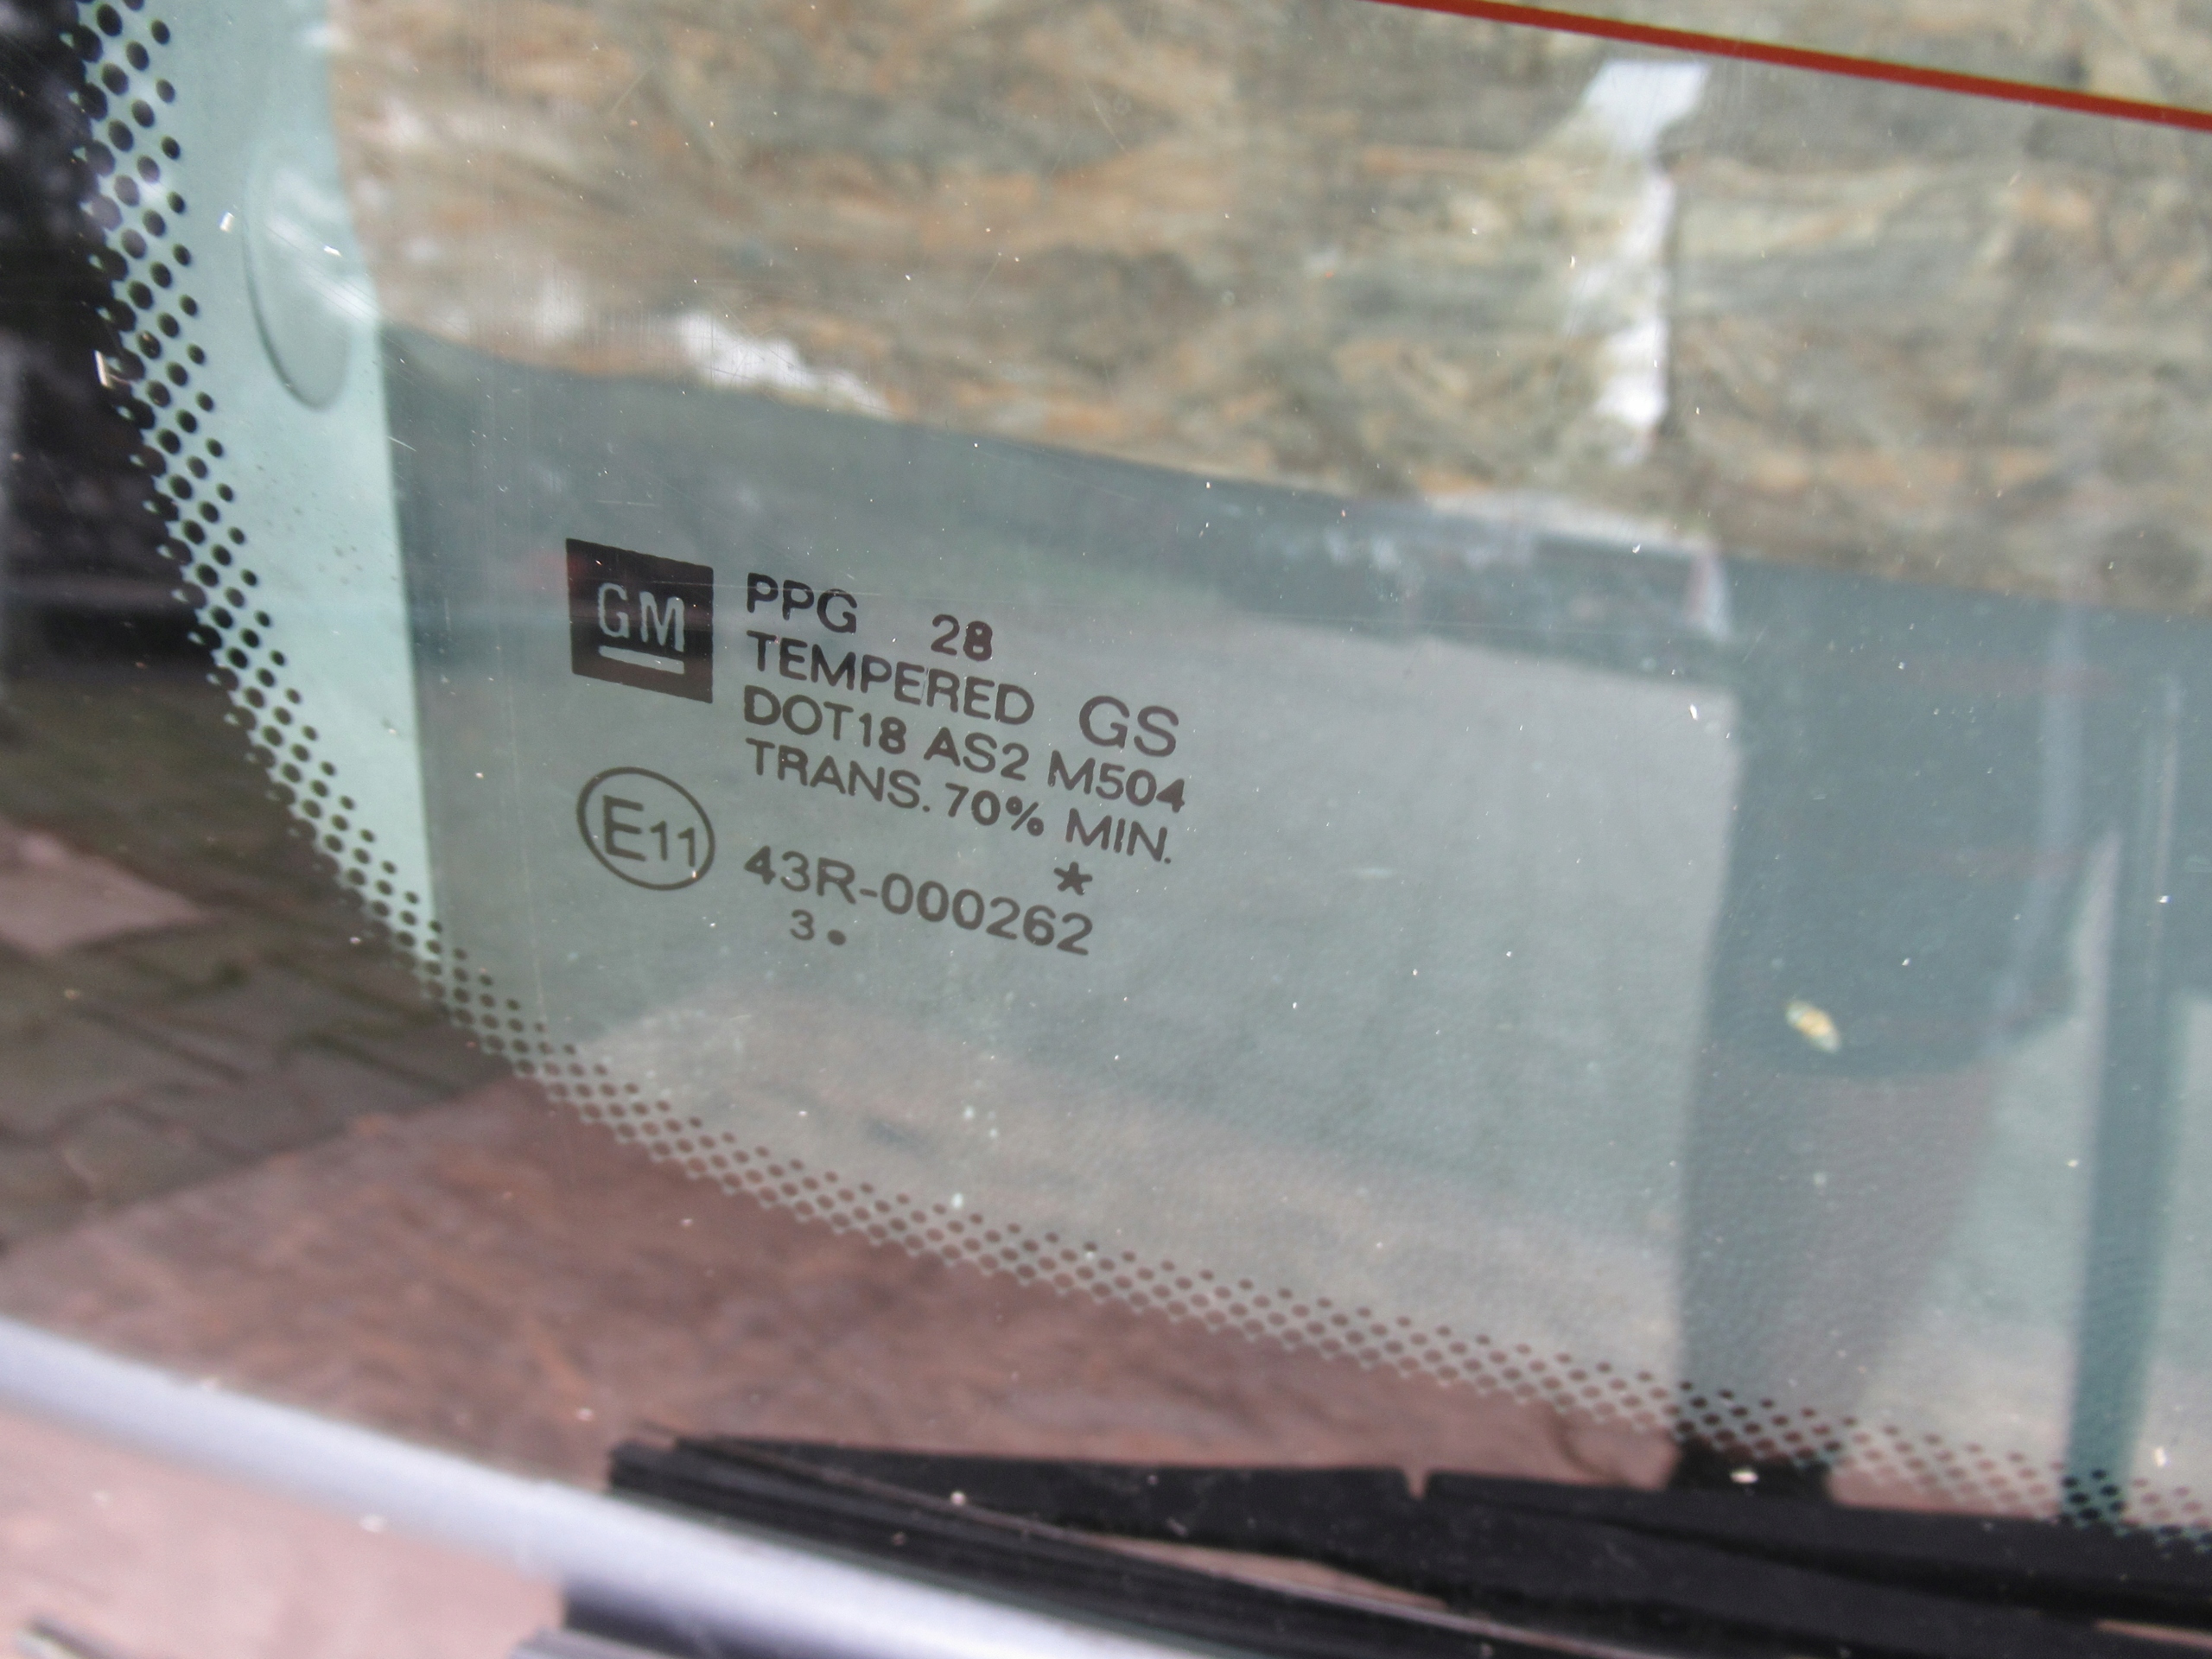 GM
PPG 28
TEMPERED GS
DOT18 AS2 M504
TRANS. 70% MIN.
*
E11
43R-000262
3 •